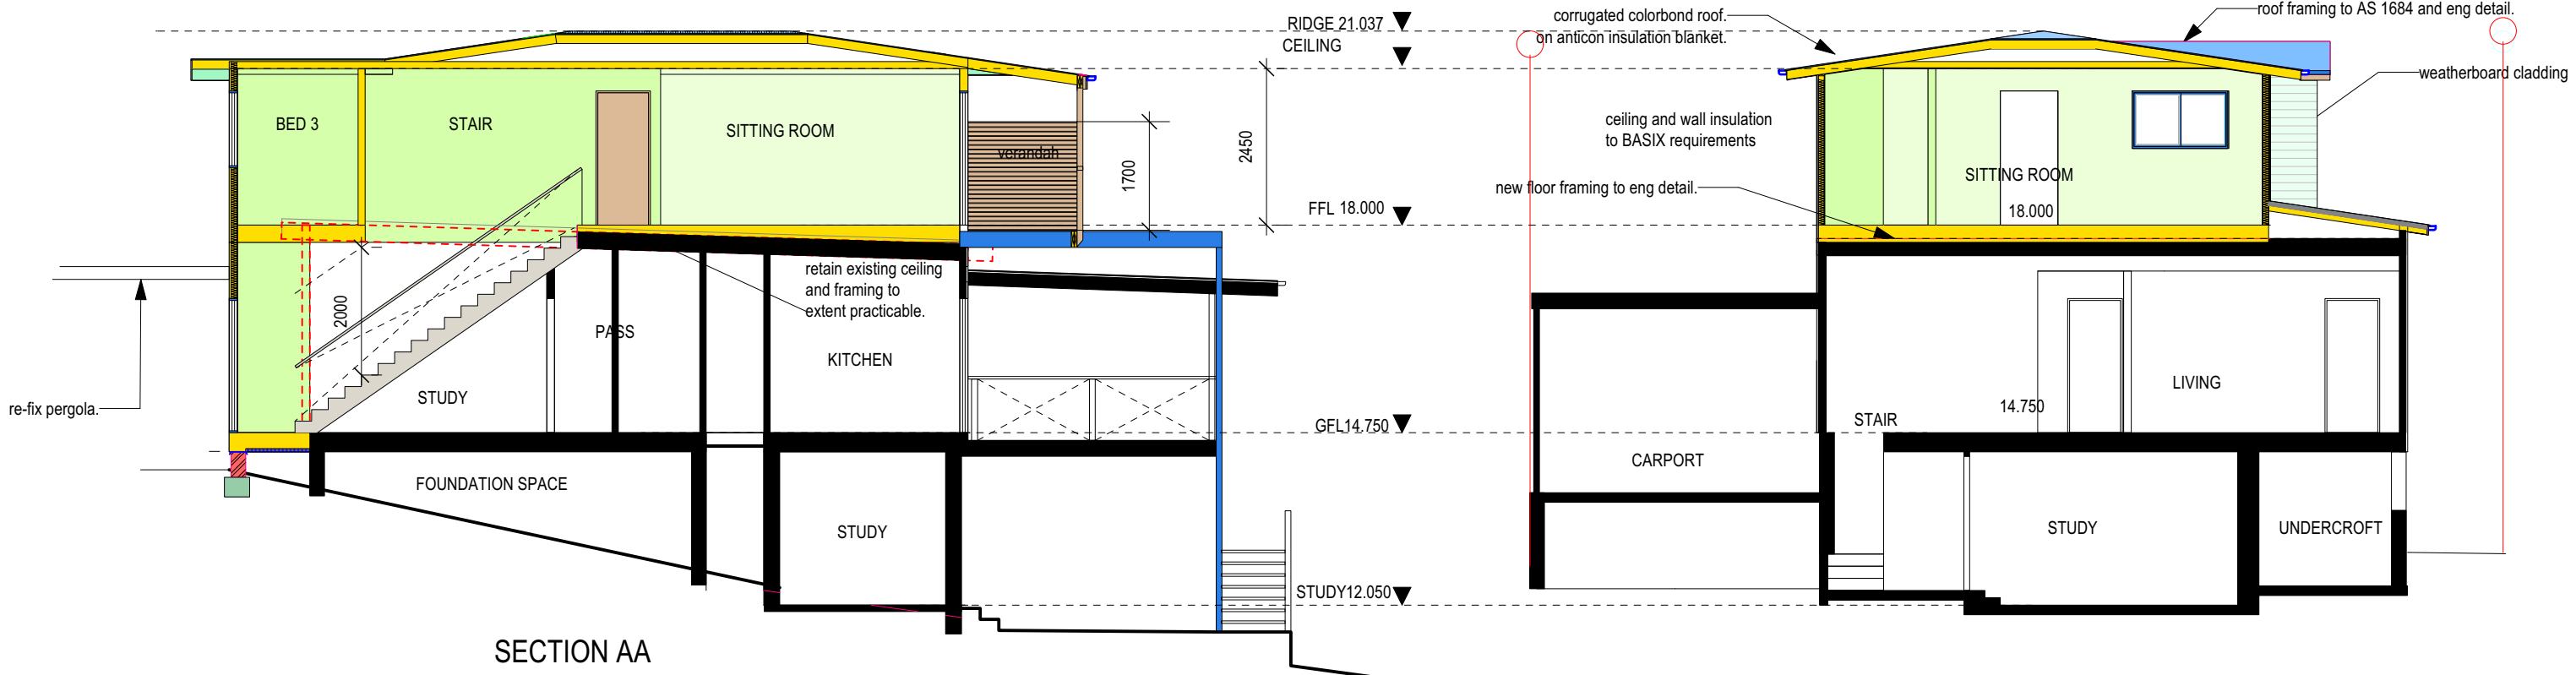 RIDGE 21.037
CEILING
BED 3
STAIR
SITTING ROOM
verandah
1700
2450
FFL 18.000
2000
retain existing ceiling
and framing to
extent practicable.
PASS
KITCHEN
STUDY
re-fix pergola.
GFL14.750
FOUNDATION SPACE
STUDY
STUDY12.050
SECTION AA
corrugated colorbond roof.
on anticon insulation blanket.
roof framing to AS 1684 and eng detail.
weatherboard cladding
ceiling and wall insulation
to BASIX requirements
SITTING ROOM
new floor framing to eng detail.
18.000
LIVING
14.750
STAIR
CARPORT
STUDY
UNDERCROFT